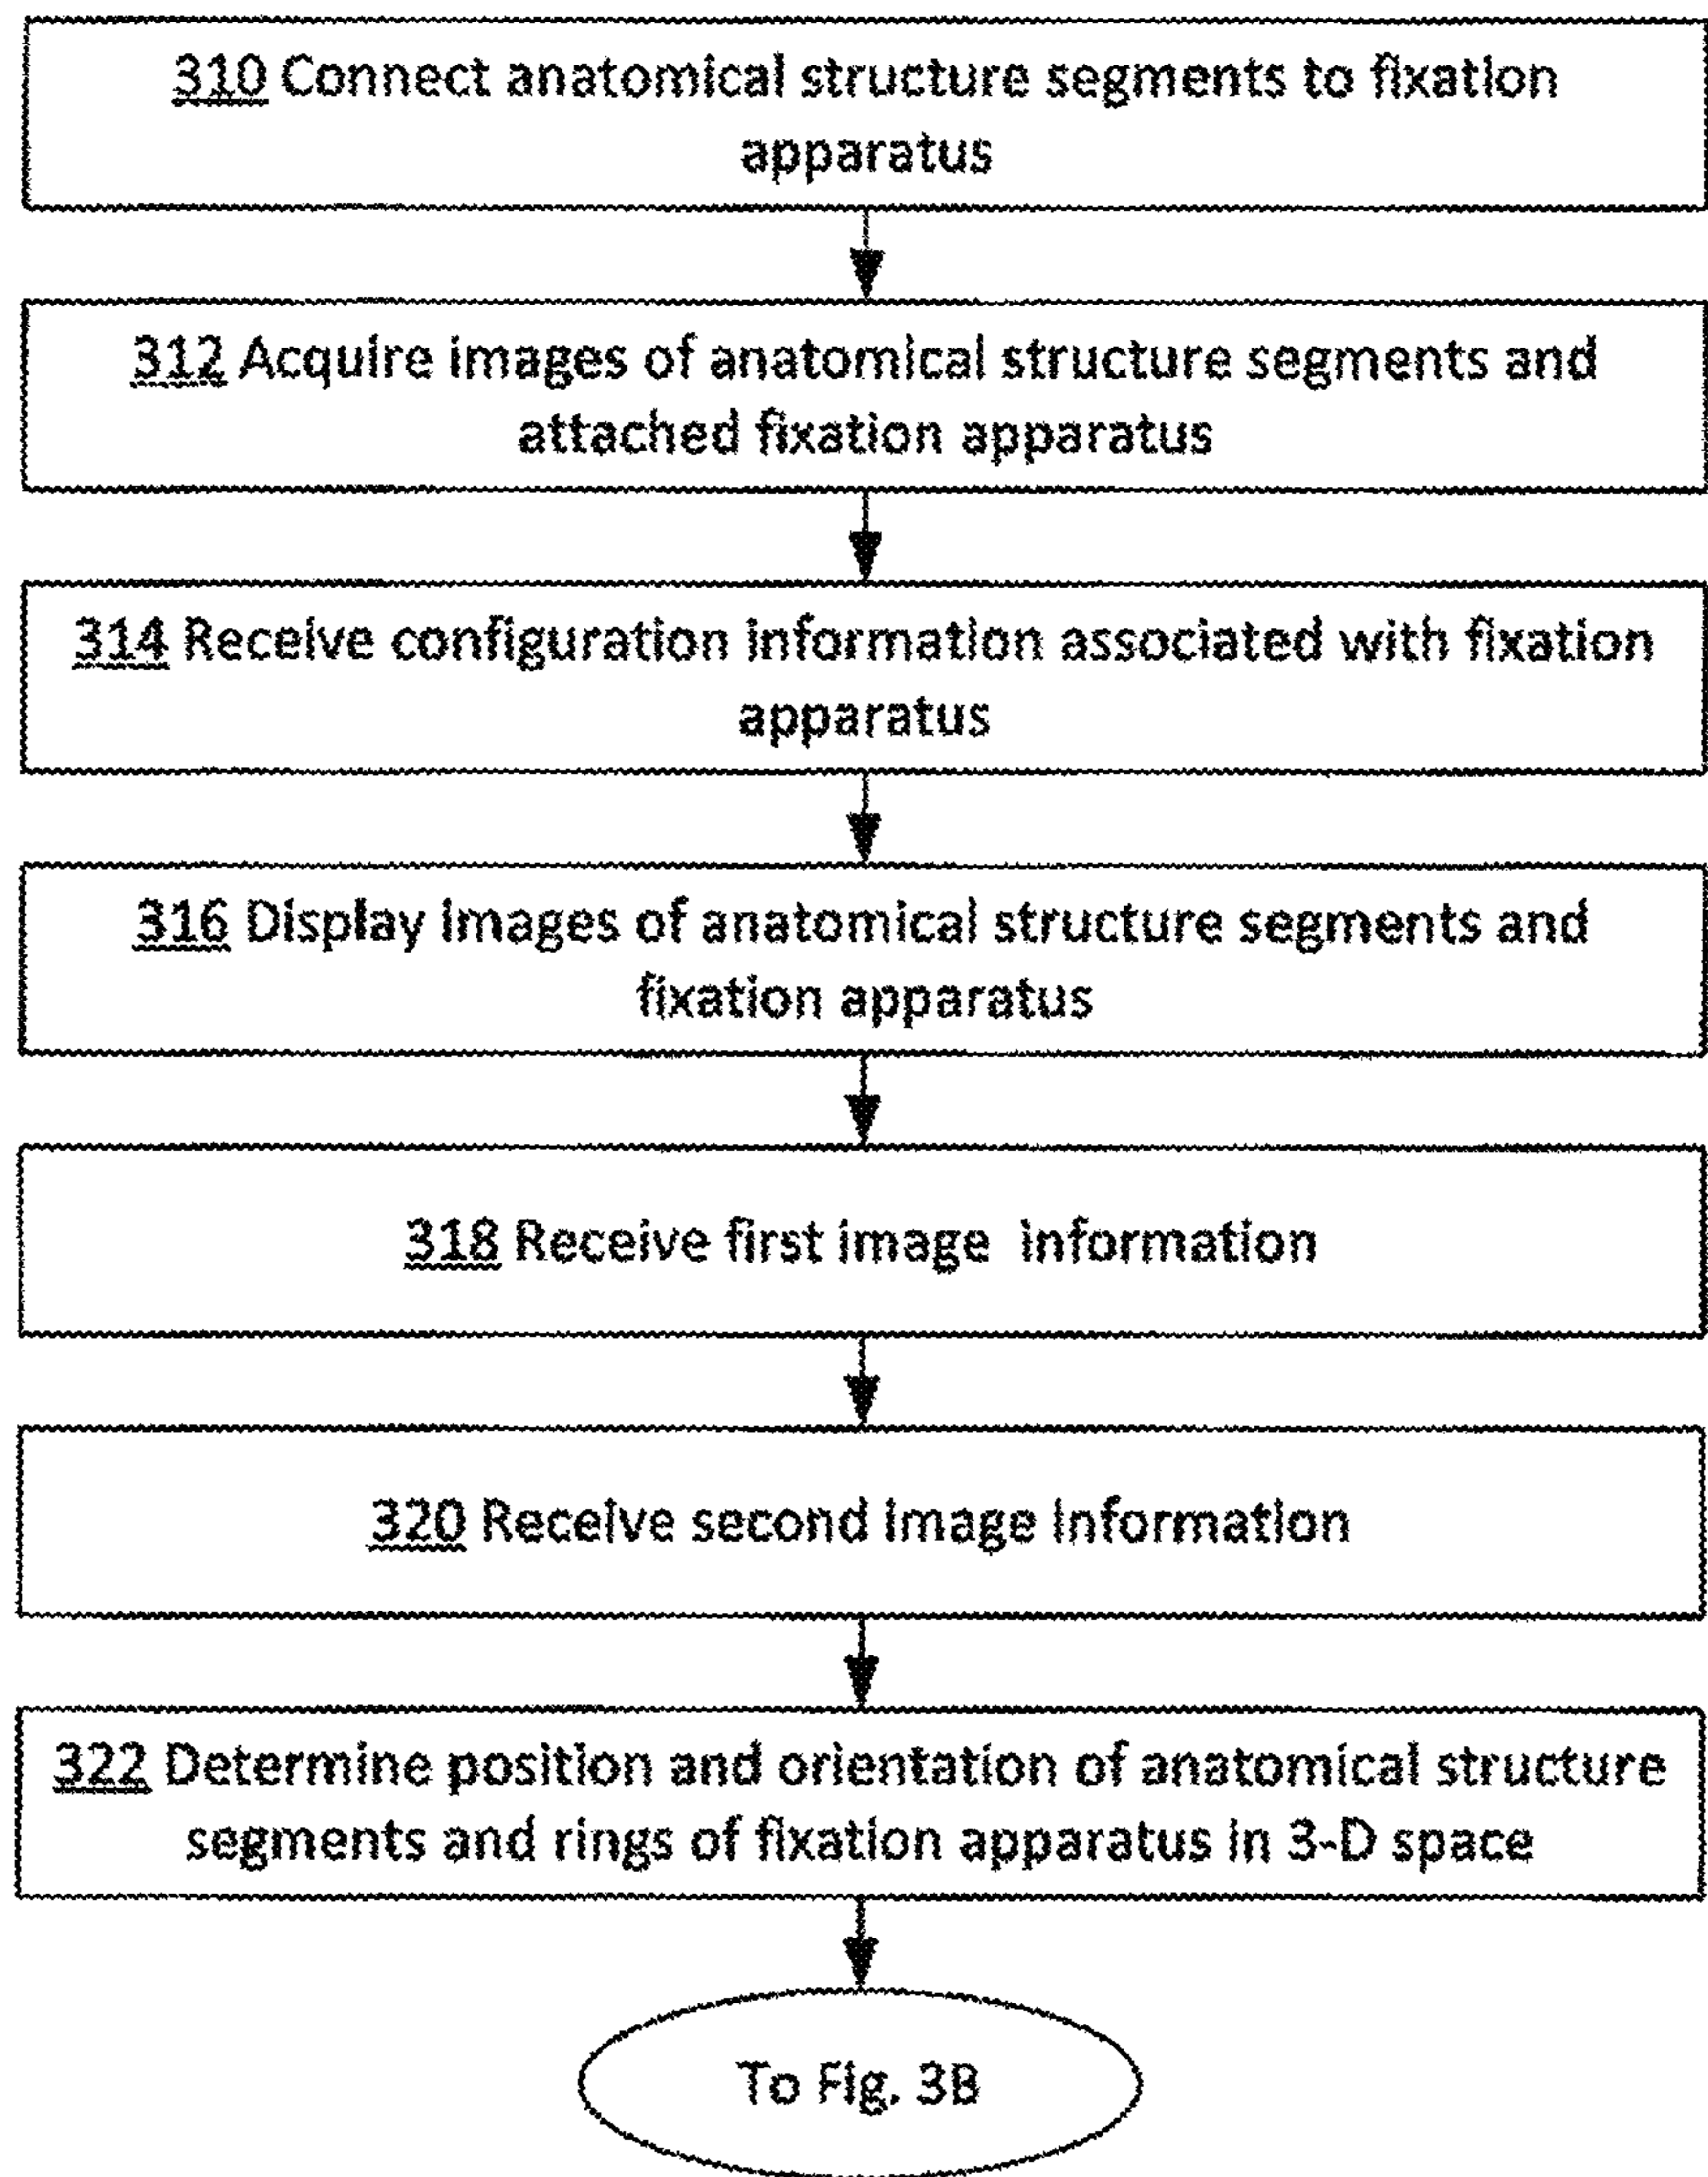 310 Connect anatomical structure segments to fixation
apparatus
312 Acquire images of anatomical structure segments and
attached fixation apparatus
314 Receive configuration information associated with fixation
apparatus
316 Display images of anatomical structure segments and
fixation apparatus
318 Receive first image information
320 Receive second image information
322 Determine position and orientation of anatomical structure
segments and rings of fixation apparatus in 3-D space
To Fig. 3B